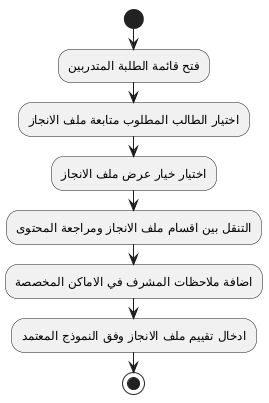 فتح قائمة الطلبة المتدربين
اختيار الطالب المطلوب متابعة ملف الانجاز
اختيار خيار عرض ملف الانجاز
التنقل بين اقسام ملف الانجاز ومراجعة المحتوى
اضافة ملاحظات المشرف في الاماكن المخصصة
ادخال تقييم ملف الانجاز وفق النموذج المعتمد